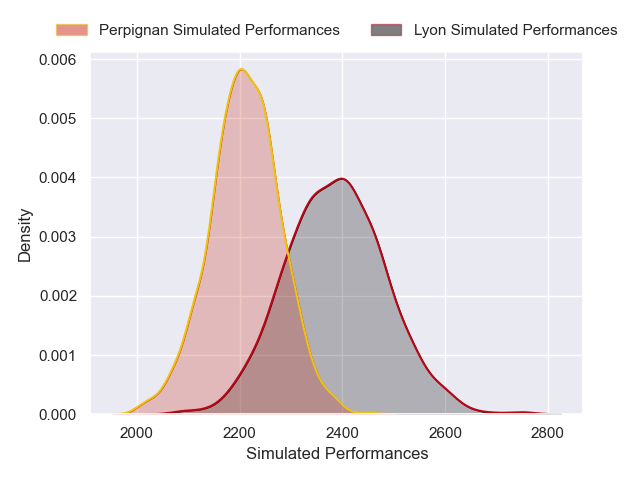 Perpignan Simulated Performances Lyon Simulated Performances
0.006
0.005
0.004
0.003
0.002
0.001
0.000
Density
2000 2200 2400 2600 2800
Simulated Performances